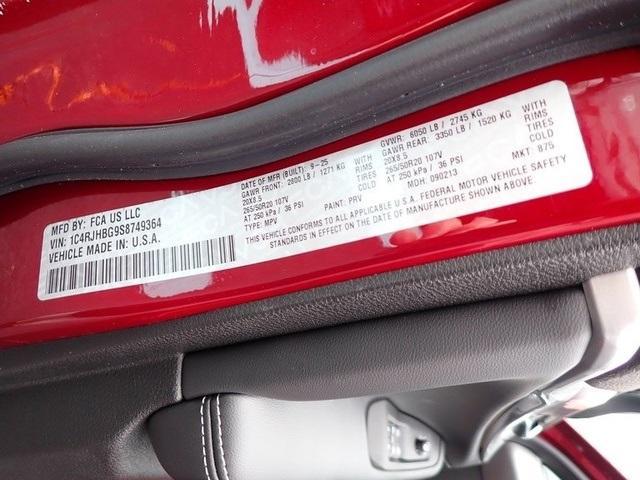 MFD BY: FCA US LLC
VIN: 1C4RJHBG9S8749364
VEHICLE MADE IN: U.S.A.
DATE OF MFR (BUILT): 9-25
GAWR FRONT: 2800 LB / 1271 KG
20X8.5
265/50R20 107V
AT 250 kPa / 36 PSI
TYPE: MPV
PAINT: PRV
GVWR: 6050 LB / 2745 KG
GAWR REAR: 3350 LB / 1520 KG
20X8.5
265/50R20 107V
AT 250 kPa / 36 PSI
MDH: 090213
WITH
RIMS
TIRES
COLD
WITH
RIMS
TIRES
COLD
MKT: B75
1C4RJHBG9S8749364 CONFORMS TO ALL APPLICABLE FEDERAL MOTOR VEHICLE SAFETY
STANDARDS IN EFFECT ON THE DATE OF MANUFACTURE SHOWN ABOVE